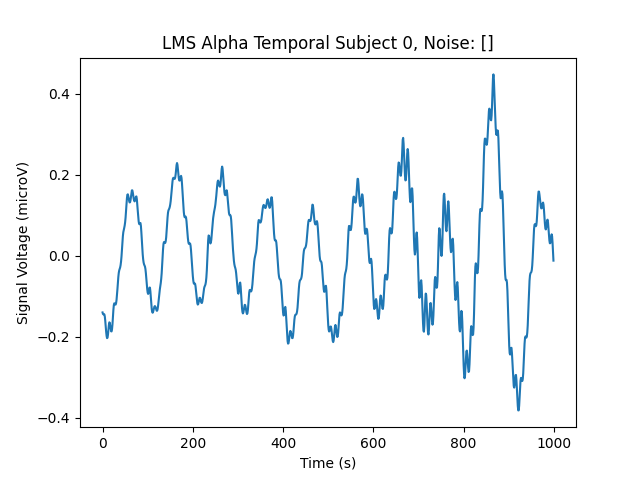 LMS Alpha Temporal Subject 0, Noise: []
Signal Voltage (microV)
0.4
0.2
0.0
−0.2
−0.4
0 200 400 600 800 1000
Time (s)